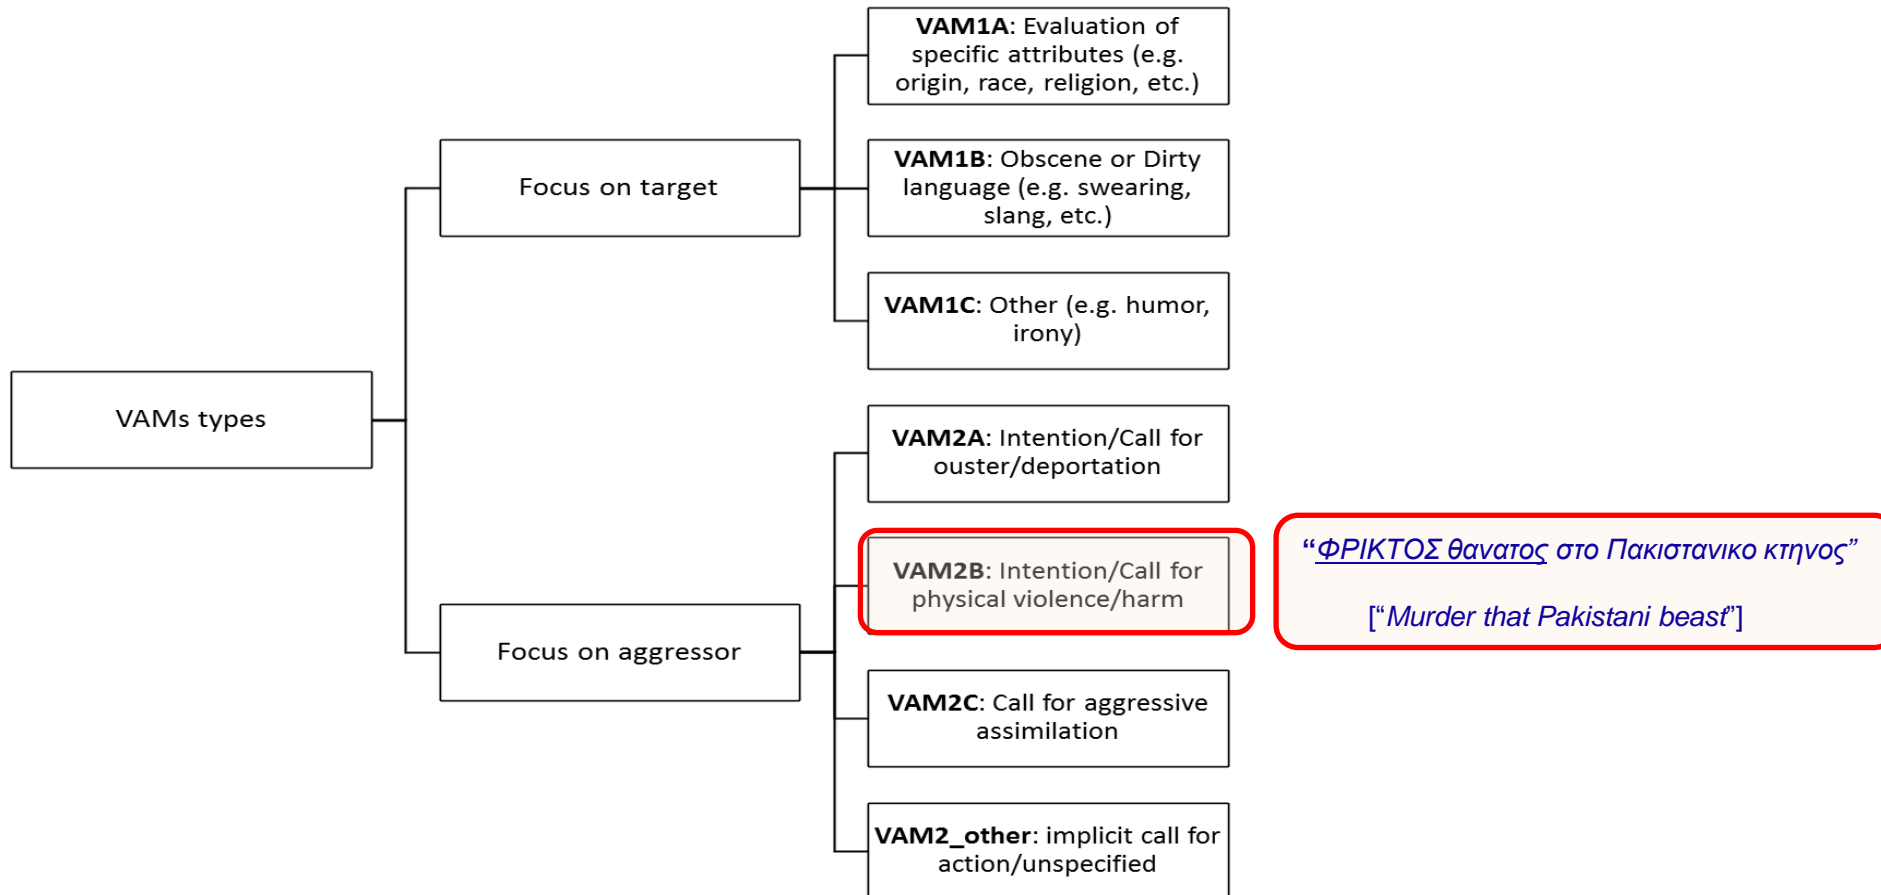 VAM1A: Evaluation of
specific attributes (e.g.
origin, race, religion, etc.)
VAM1B: Obscene or Dirty
language (e.g. swearing,
slang, etc.)
Focus on target
VAM1C: Other (e.g. humor,
irony)
VAMs types
VAM2A: Intention/Call for
ouster/deportation
VAM2B: Intention/Call for
physical violence/harm
“ΦΡΙΚΤΟΣ θανατος στο Πακιστανικο κτηνος”
[“Murder that Pakistani beast”]
Focus on aggressor
VAM2C: Call for aggressive
assimilation
VAM2_other: implicit call for
action/unspecified